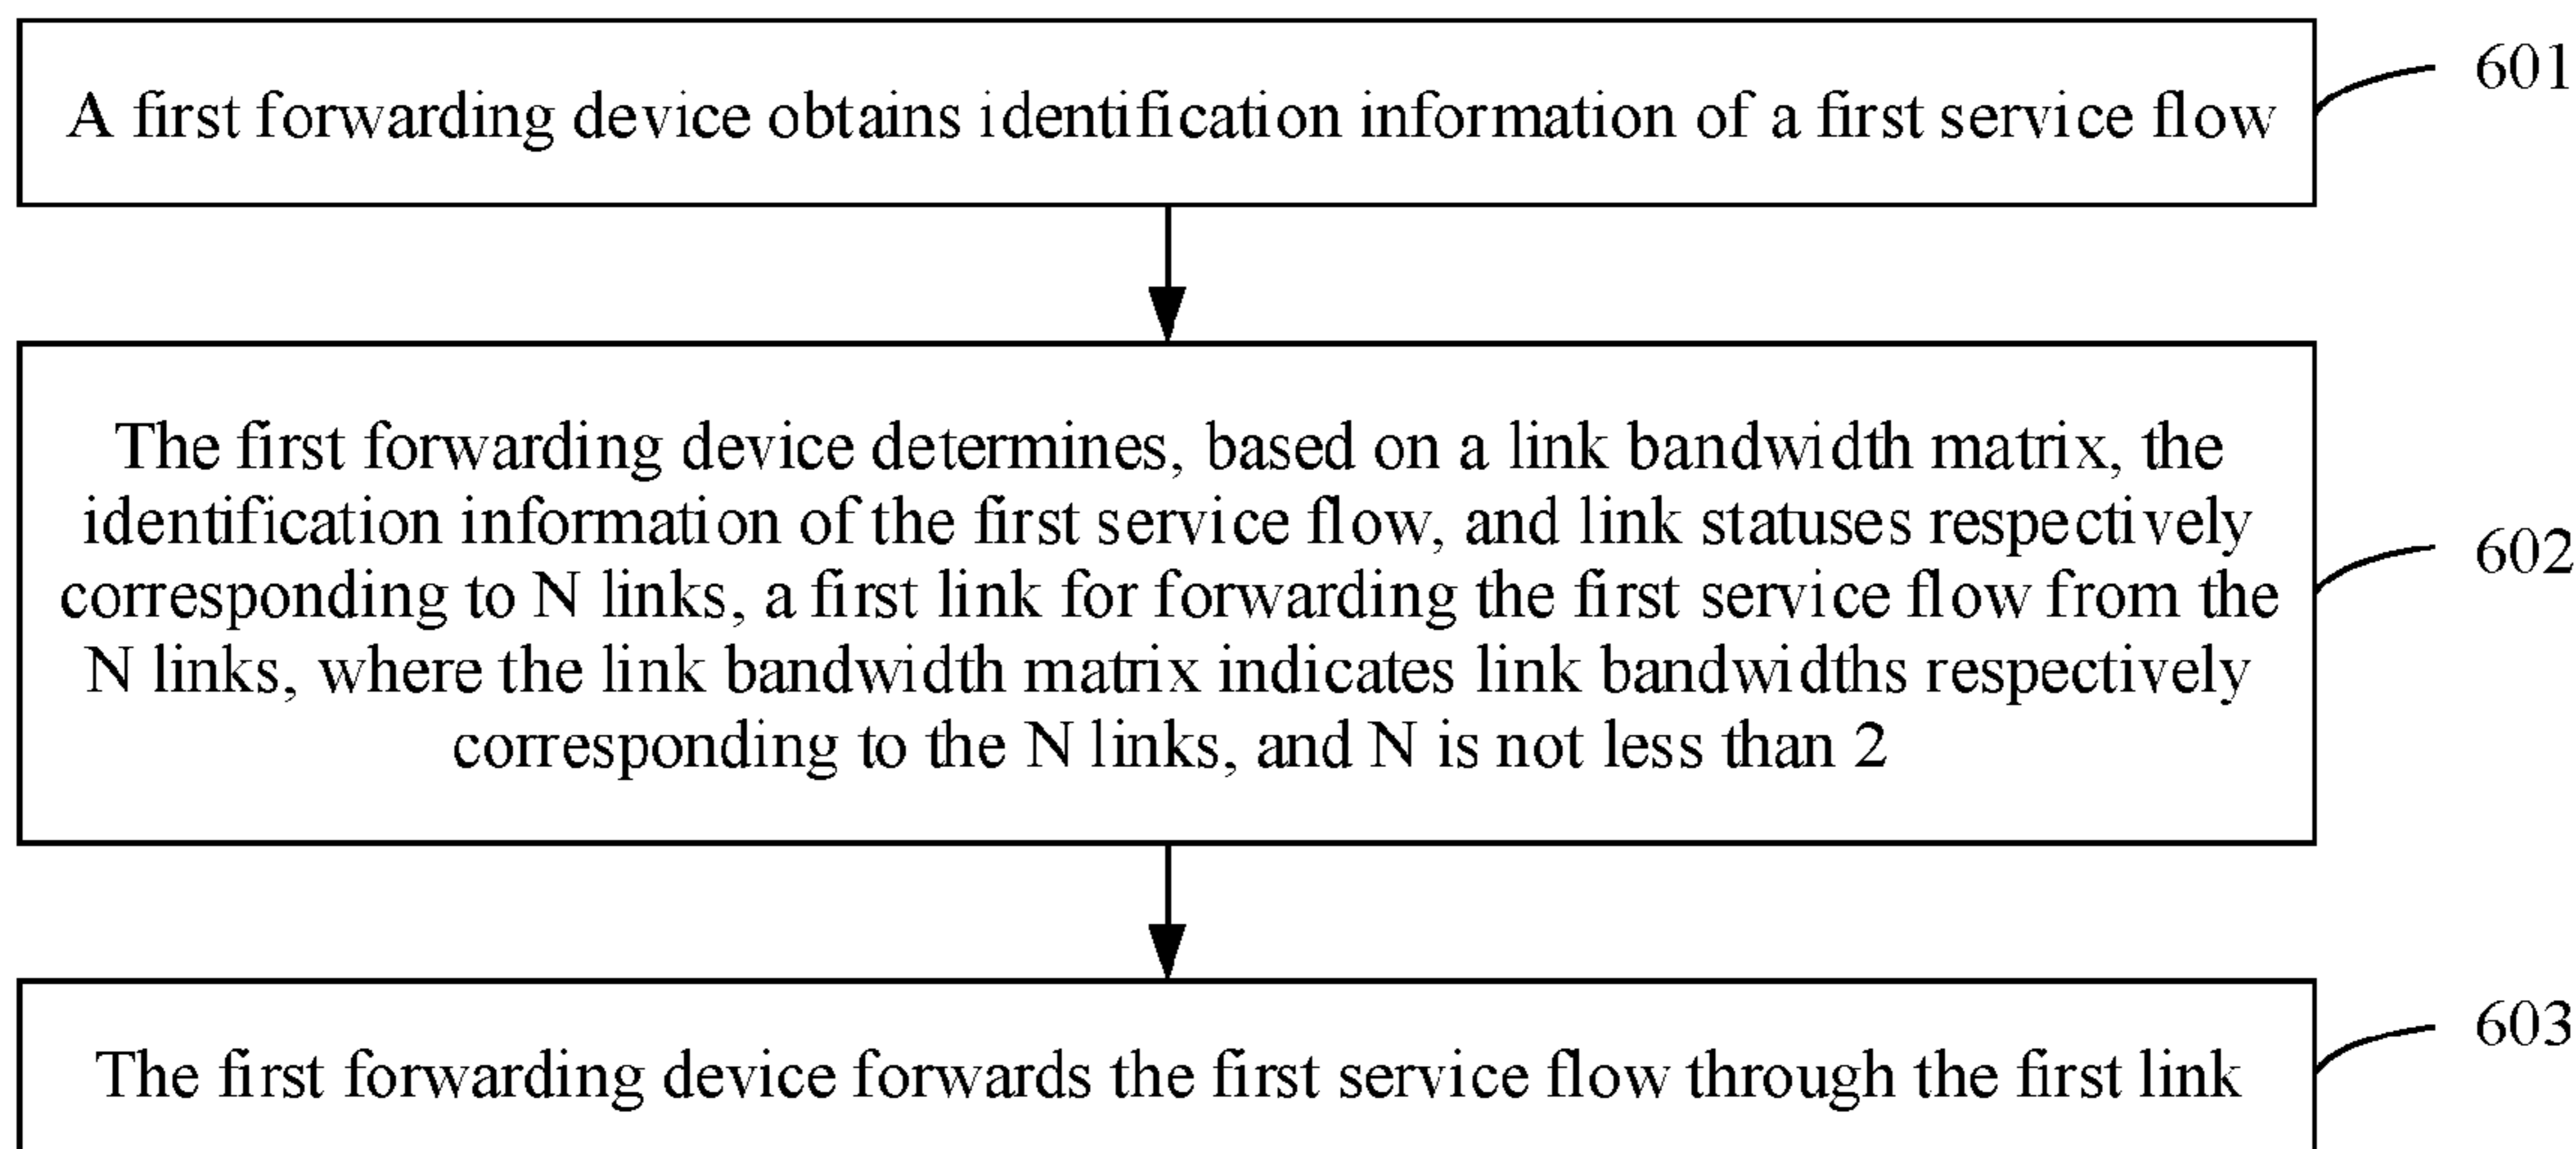 A first forwarding device obtains identification information of a first service flow
601
The first forwarding device determines, based on a link bandwidth matrix, the
identification information of the first service flow, and link statuses respectively
corresponding to N links, a first link for forwarding the first service flow from the
N links, where the link bandwidth matrix indicates link bandwidths respectively
corresponding to the N links, and N is not less than 2
602
The first forwarding device forwards the first service flow through the first link
603